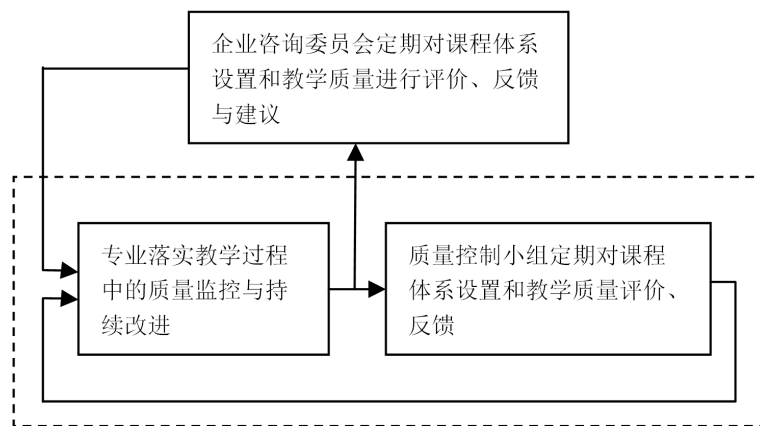 企业咨询委员会定期对课程体系
设置和教学质量进行评价、反馈
与建议
专业落实教学过程
中的质量监控与持
续改进
质量控制小组定期对课程
体系设置和教学质量评价、
反馈